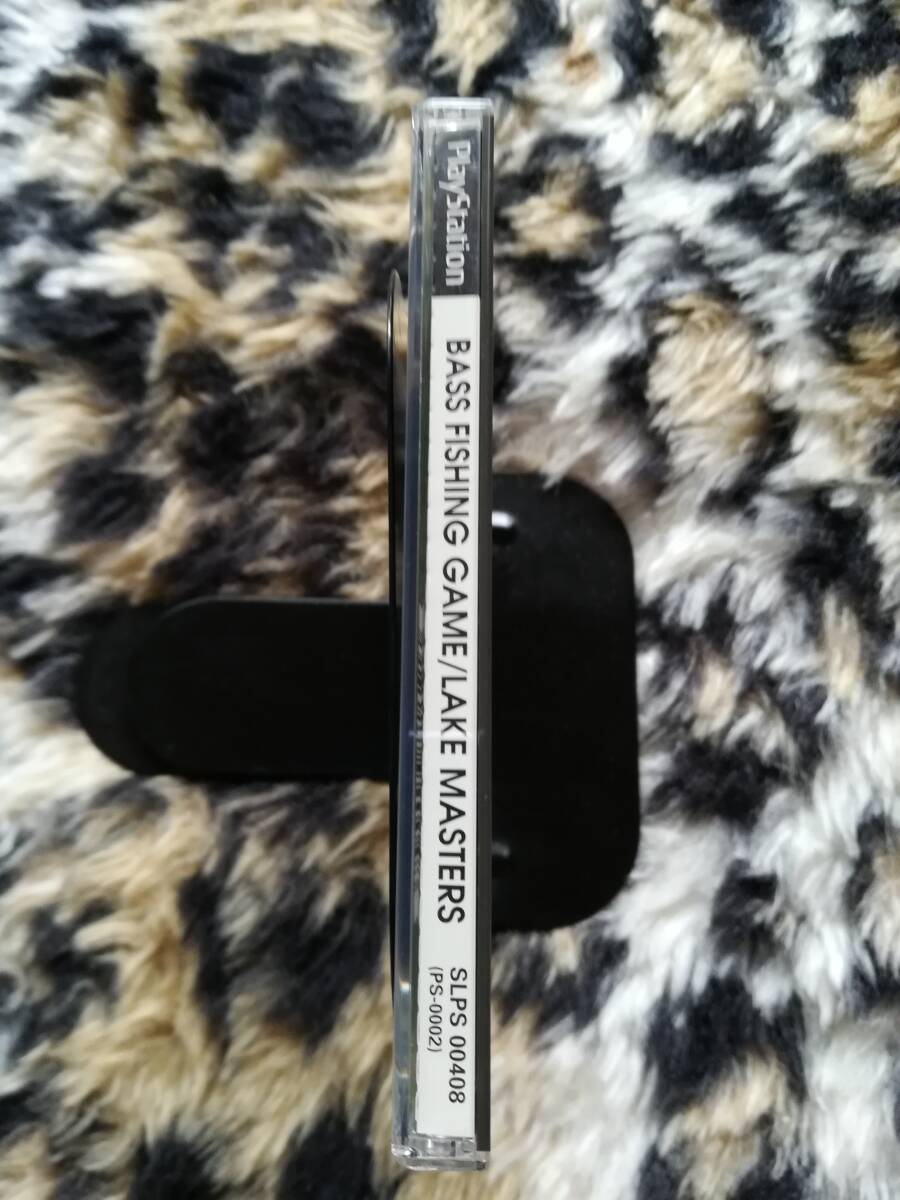 PlayStation
BASS FISHING GAME/LAKE MASTERS
SLPS 00408
(PS-0002)